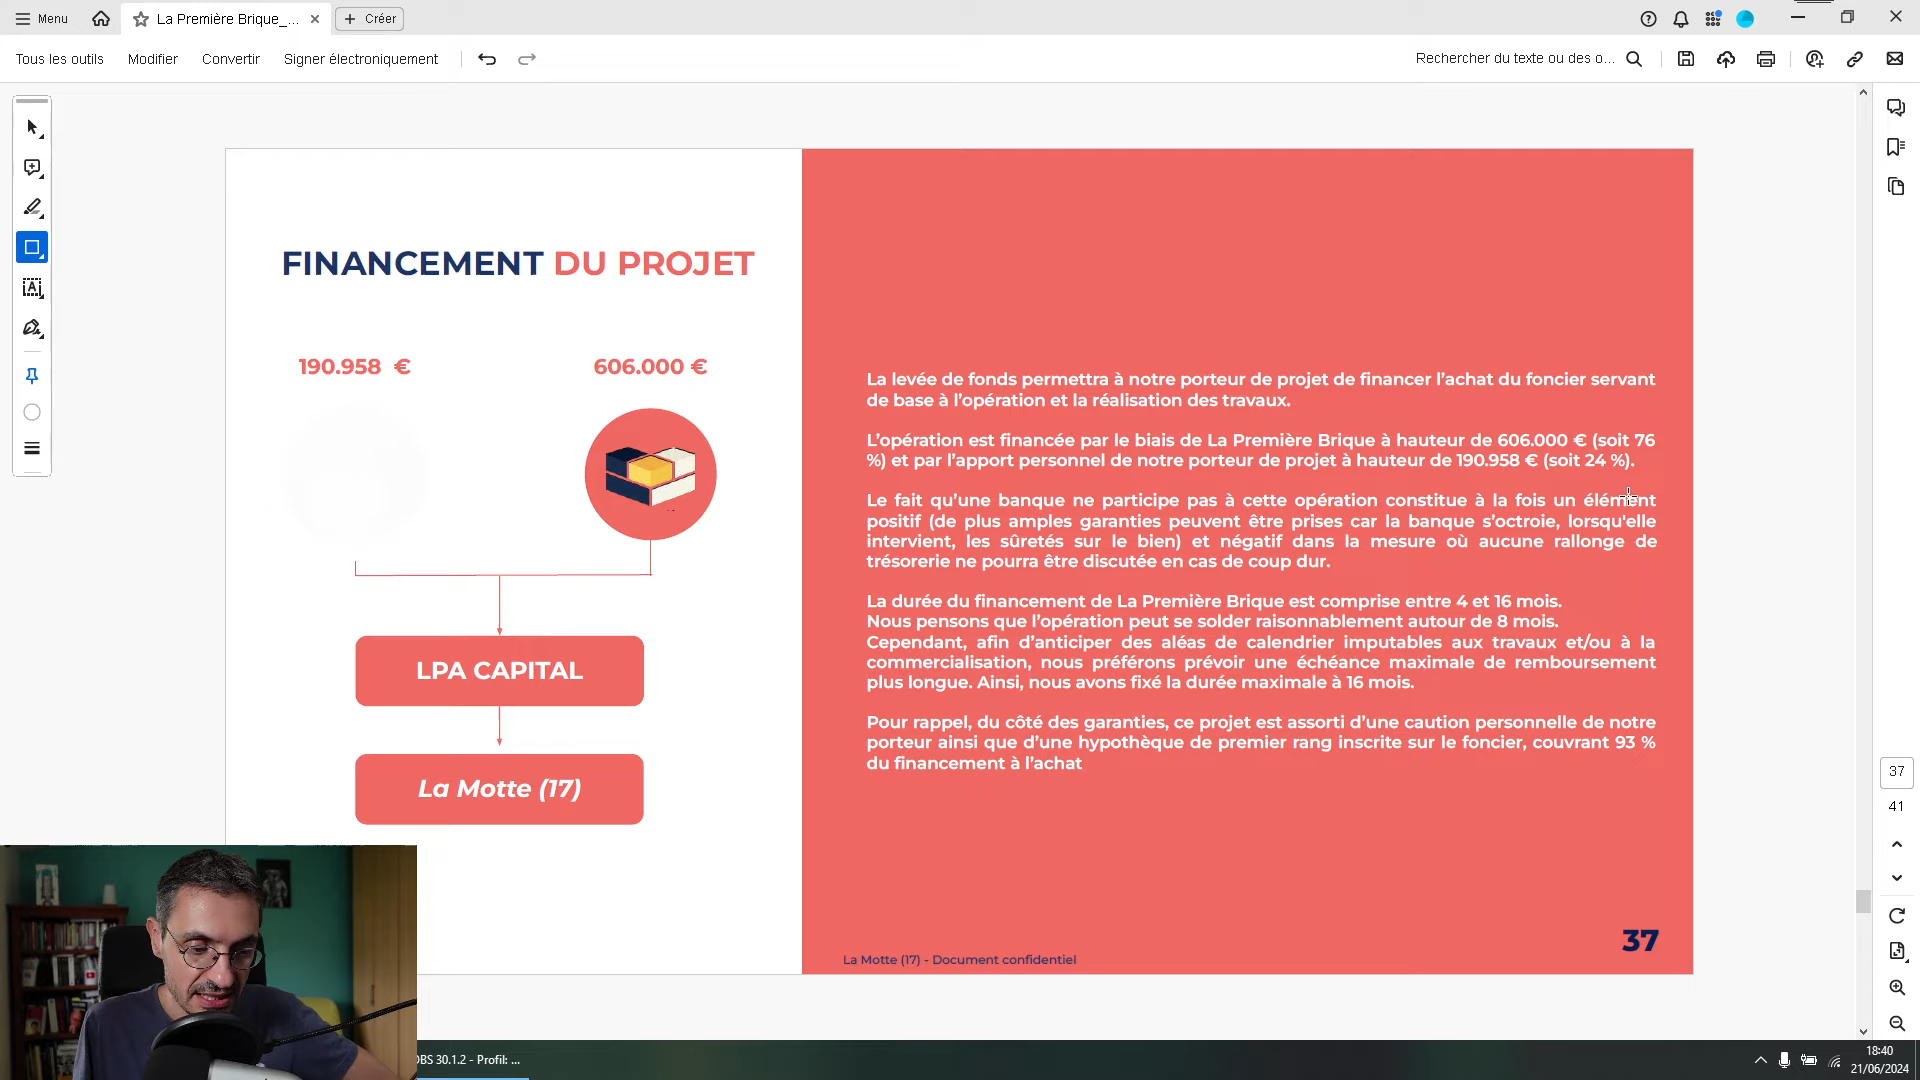 Menu
La Première Brique_...
Créer
Tous les outils
Modifier
Convertir
Signer électroniquement
Rechercher du texte ou des o...
FINANCEMENT DU PROJET
190.958 €
606.000 €
LPA CAPITAL
La Motte (17)
La levée de fonds permettra à notre porteur de projet de financer l’achat du foncier servant
de base à l’opération et la réalisation des travaux.
L’opération est financée par le biais de La Première Brique à hauteur de 606.000 € (soit 76
%) et par l’apport personnel de notre porteur de projet à hauteur de 190.958 € (soit 24 %).
Le fait qu’une banque ne participe pas à cette opération constitue à la fois un élément
positif (de plus amples garanties peuvent être prises car la banque s’octroie, lorsqu'elle
intervient, les sûretés sur le bien) et négatif dans la mesure où aucune rallonge de
trésorerie ne pourra être discutée en cas de coup dur.
La durée du financement de La Première Brique est comprise entre 4 et 16 mois.
Nous pensons que l’opération peut se solder raisonnablement autour de 8 mois.
Cependant, afin d’anticiper des aléas de calendrier imputables aux travaux et/ou à la
commercialisation, nous préférons prévoir une échéance maximale de remboursement
plus longue. Ainsi, nous avons fixé la durée maximale à 16 mois.
Pour rappel, du côté des garanties, ce projet est assorti d’une caution personnelle de notre
porteur ainsi que d’une hypothèque de premier rang inscrite sur le foncier, couvrant 93 %
du financement à l’achat
La Motte (17) - Document confidentiel
37
37
41
OBS 30.1.2 - Profil: ...
18:40
21/06/2024